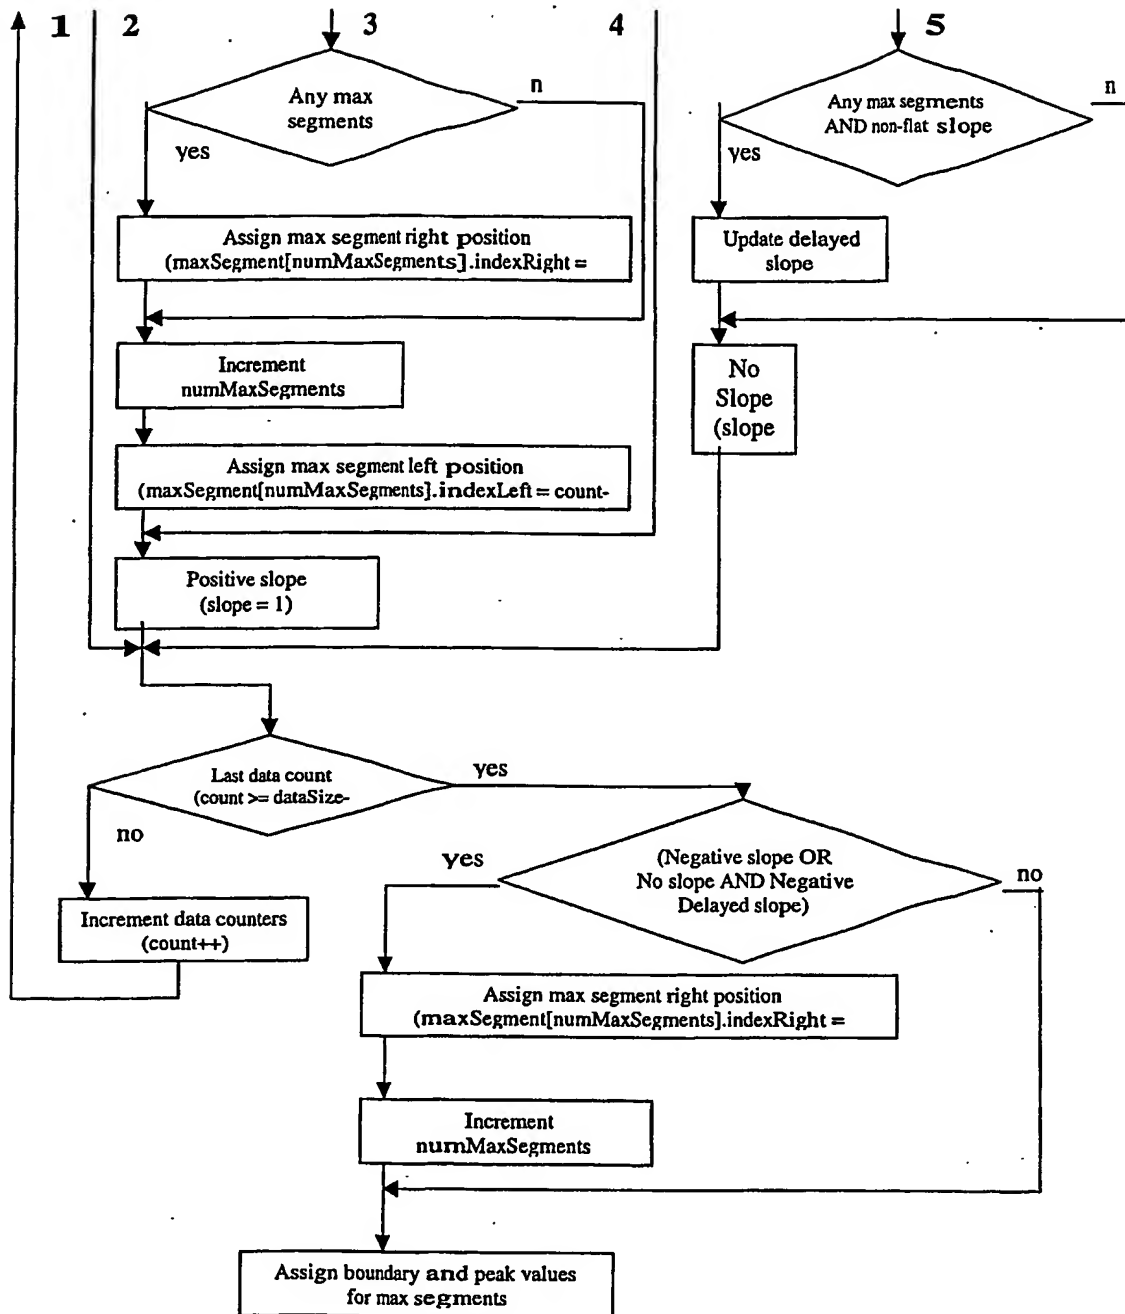 1 2 3 4 5
Any max
segments
n
yes
Any max segments
AND non-flat slope
n
yes
Assign max segment right position
(maxSegment[numMaxSegments].indexRight =
Update delayed
slope
Increment
numMaxSegments
No
Slope
(slope
Assign max segment left position
(maxSegment[numMaxSegments].indexLeft = count-
Positive slope
(slope = 1)
Last data count
(count >= dataSize-
yes
no
(Negative slope OR
No slope AND Negative
Delayed slope)
yes
no
Increment data counters
(count++)
Assign max segment right position
(maxSegment[numMaxSegments].indexRight =
Increment
numMaxSegments
Assign boundary and peak values
for max segments